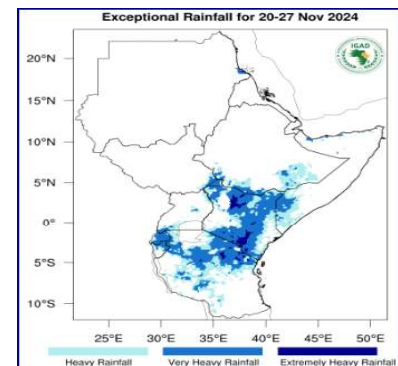 Exceptional Rainfall for 20-27 Nov 2024
IGAD
20°N
15°N
10°N
5°N
0°
5°S
10°S
25°E 30°E 35°E 40°E 45°E 50°E
Heavy Rainfall Very Heavy Rainfall Extremely Heavy Rainfall